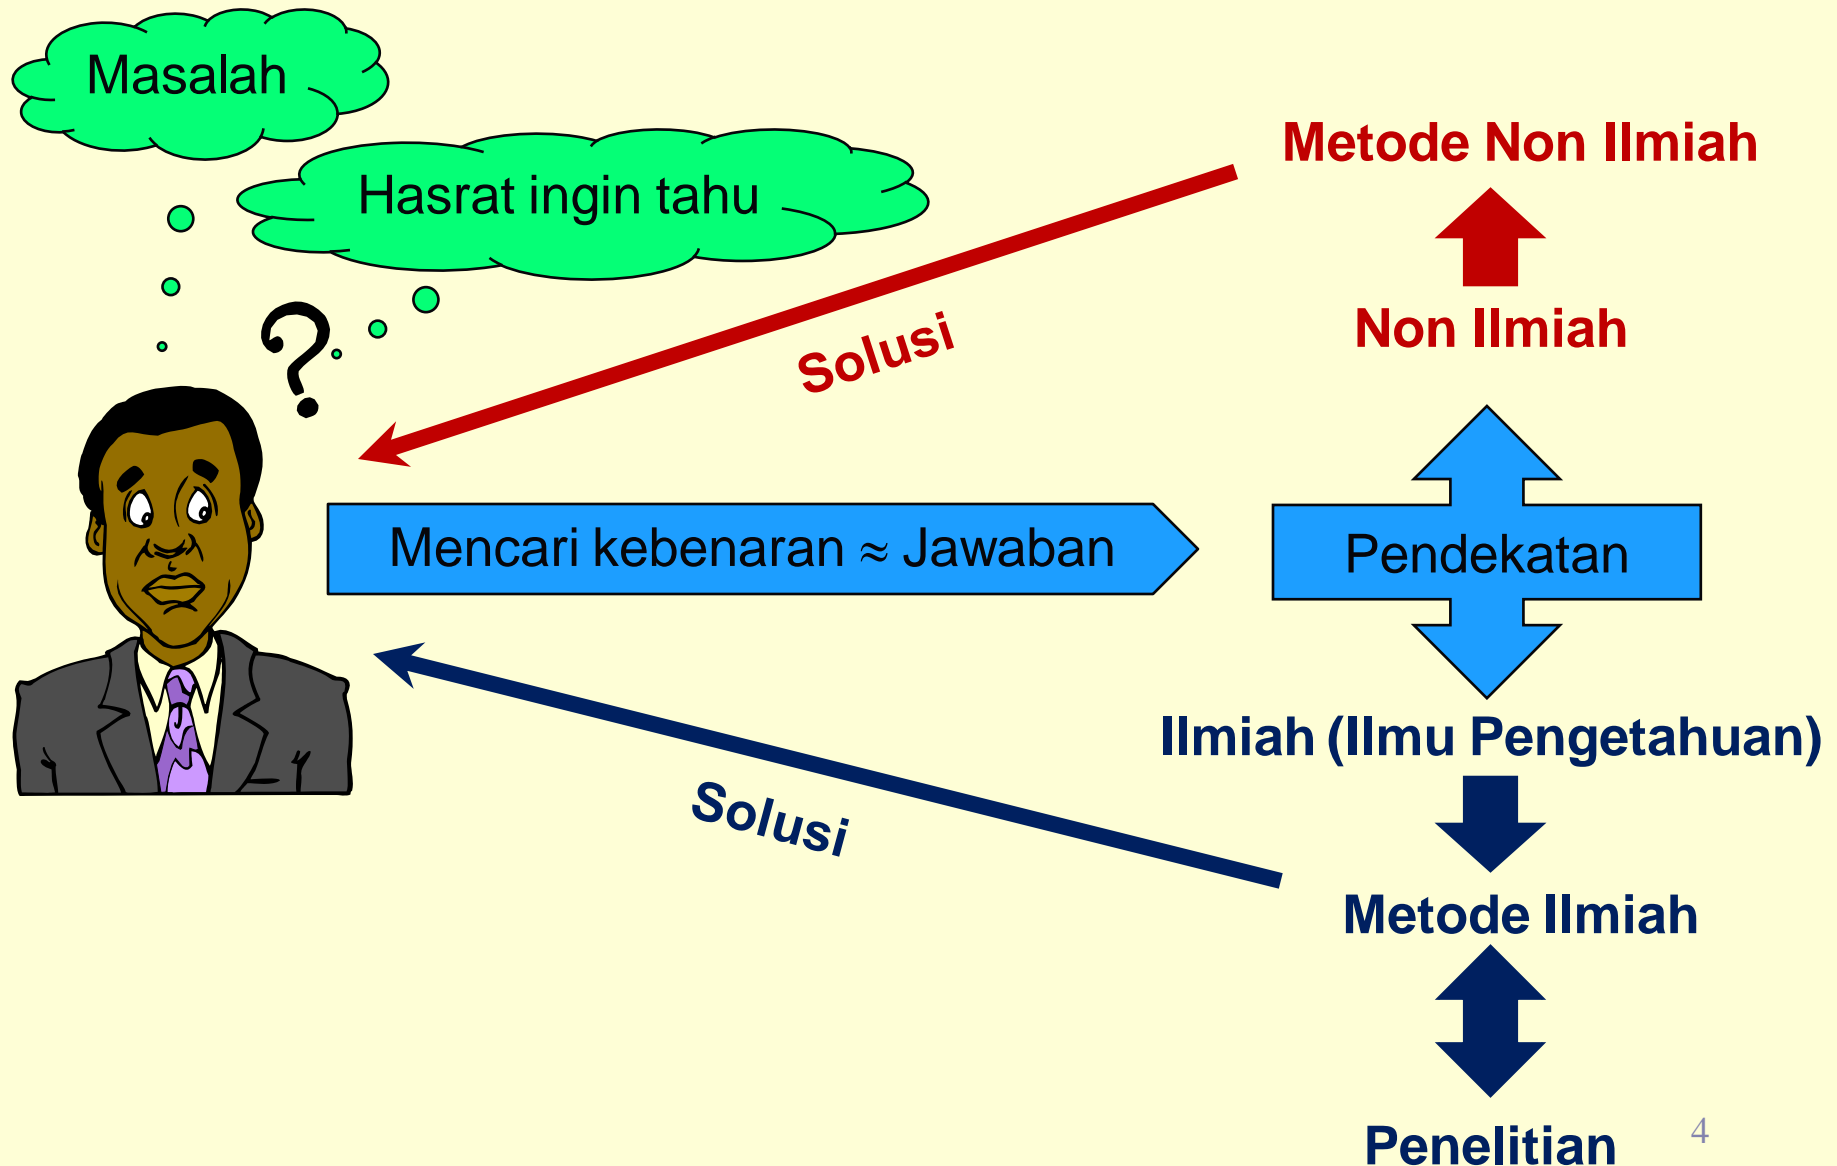 Masalah
Hasrat ingin tahu
?
Metode Non Ilmiah
Non Ilmiah
Solusi
Mencari kebenaran ≈ Jawaban
Pendekatan
Ilmiah (Ilmu Pengetahuan)
Solusi
Metode Ilmiah
Penelitian
4